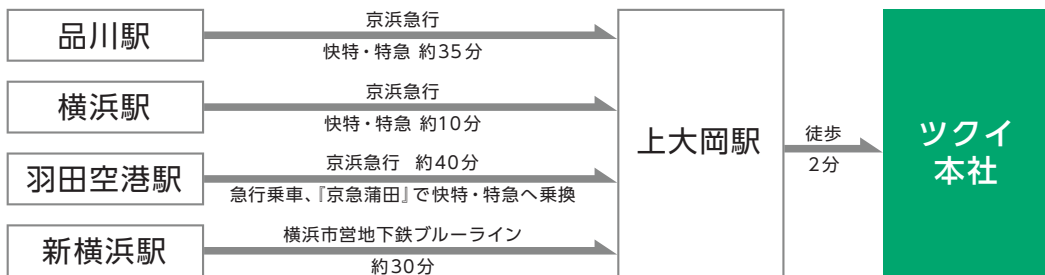 品川駅
京浜急行
快特・特急 約35分
横浜駅
京浜急行
快特・特急 約10分
羽田空港駅
京浜急行 約40分
急行乗車、『京急蒲田』で快特・特急へ乗換
新横浜駅
横浜市営地下鉄ブルーライン
約30分
上大岡駅
徒歩
2分
ツクイ
本社